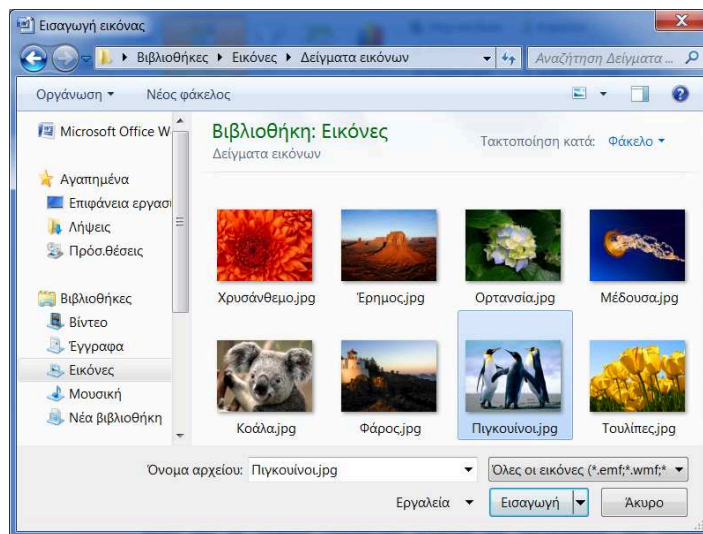 Εισαγωγή εικόνας
Βιβλιοθήκες Εικόνες Δείγματα εικόνων Αναζήτηση Δείγματα ...
Οργάνωση Νέος φάκελος
Microsoft Office W
Αγαπημένα
Επιφάνεια εργασί
Λήψεις
Πρόσ.θέσεις
Βιβλιοθήκες
Βίντεο
Έγγραφα
Εικόνες
Μουσική
Νέα βιβλιοθήκη
Βιβλιοθήκη: Εικόνες
Δείγματα εικόνων
Τακτοποίηση κατά: Φάκελο
Χρυσάνθεμο.jpg Έρημος.jpg Ορτανσία.jpg Μέδουσα.jpg
Κοάλα.jpg Φάρος.jpg Πιγκουίνοι.jpg Τουλίπες.jpg
Όνομα αρχείου: Πιγκουίνοι.jpg Όλες οι εικόνες (*.emf;*.wmf;*
Εργαλεία Εισαγωγή Άκυρο